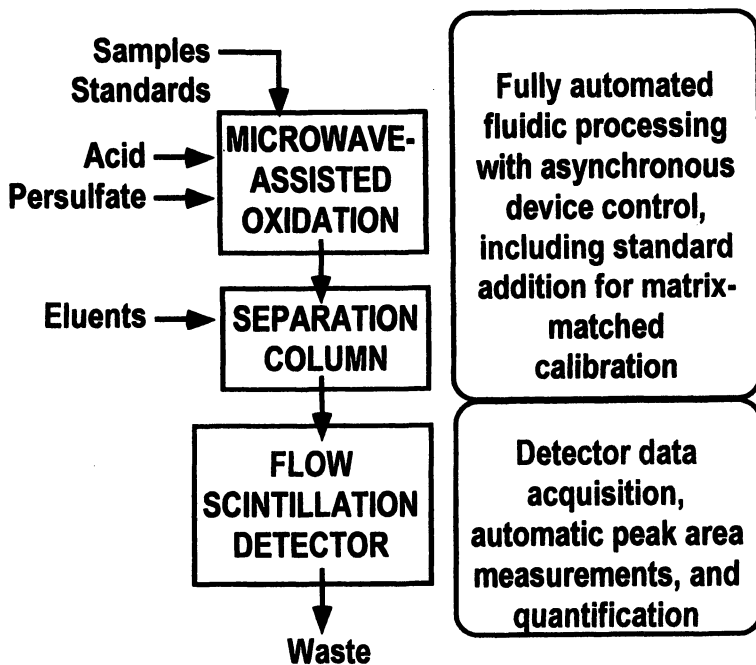 Samples
Standards
Acid
Persulfate
MICROWAVE-
ASSISTED
OXIDATION
Eluents
SEPARATION
COLUMN
FLOW
SCINTILLATION
DETECTOR
Waste
Fully automated
fluidic processing
with asynchronous
device control,
including standard
addition for matrix-
matched
calibration
Detector data
acquisition,
automatic peak area
measurements, and
quantification